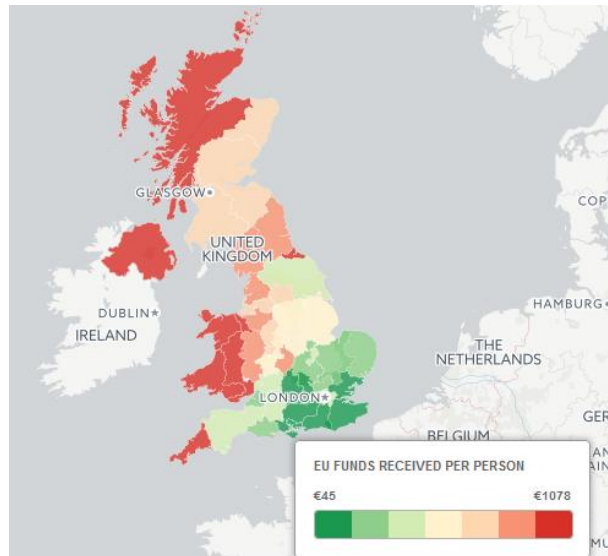 GLASGOW
UNITED
KINGDOM
DUBLIN
IRELAND
HAMBURG
THE
NETHERLANDS
LONDON
BELGIUM
EU FUNDS RECEIVED PER PERSON
€45 €1078